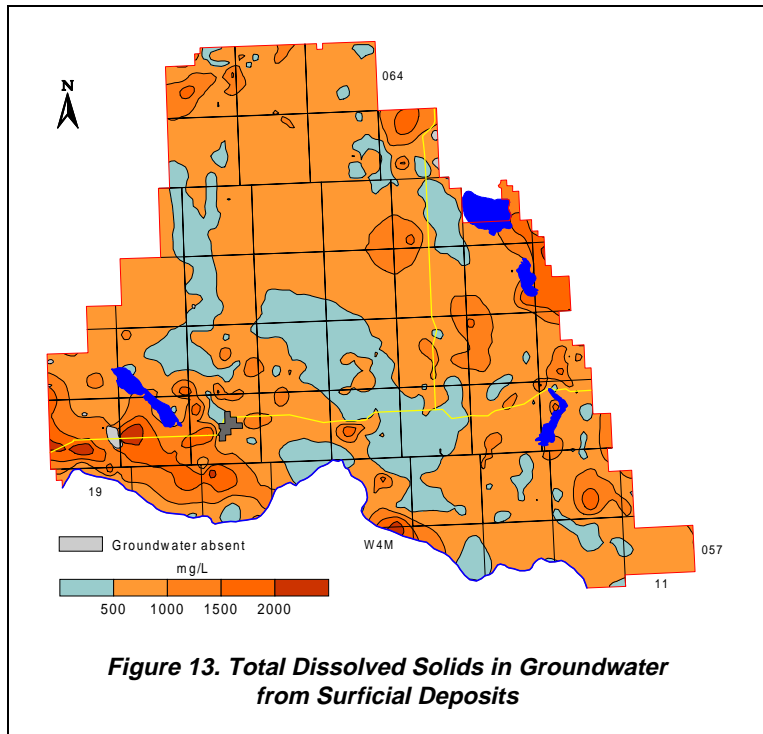 064
N
19
W4M
057
11
Groundwater absent
mg/L
500 1000 1500 2000
Figure 13. Total Dissolved Solids in Groundwater
from Surficial Deposits